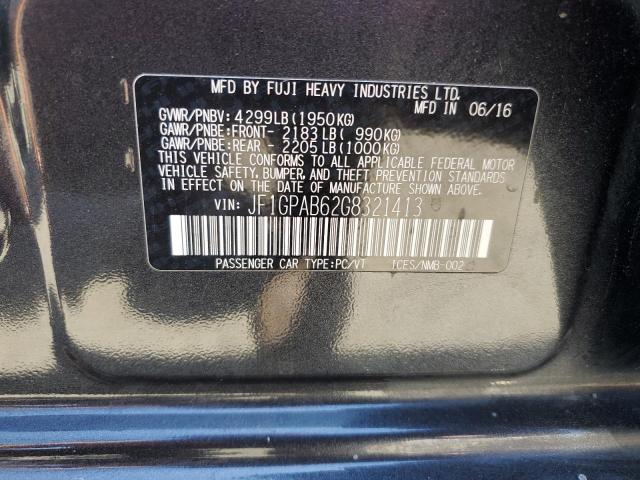 MFD BY FUJI HEAVY INDUSTRIES LTD.
MFD IN 06/16
GVWR/PNBV: 4299LB(1950KG)
GAWR/PNBE: FRONT- 2183LB( 990KG)
GAWR/PNBE: REAR - 2205LB(1000KG)
THIS VEHICLE CONFORMS TO ALL APPLICABLE FEDERAL MOTOR
VEHICLE SAFETY, BUMPER, AND THEFT PREVENTION STANDARDS
IN EFFECT ON THE DATE OF MANUFACTURE SHOWN ABOVE.
VIN: JF1GPAB62G8321413
PASSENGER CAR TYPE:PC/VT ICES/NMB-002